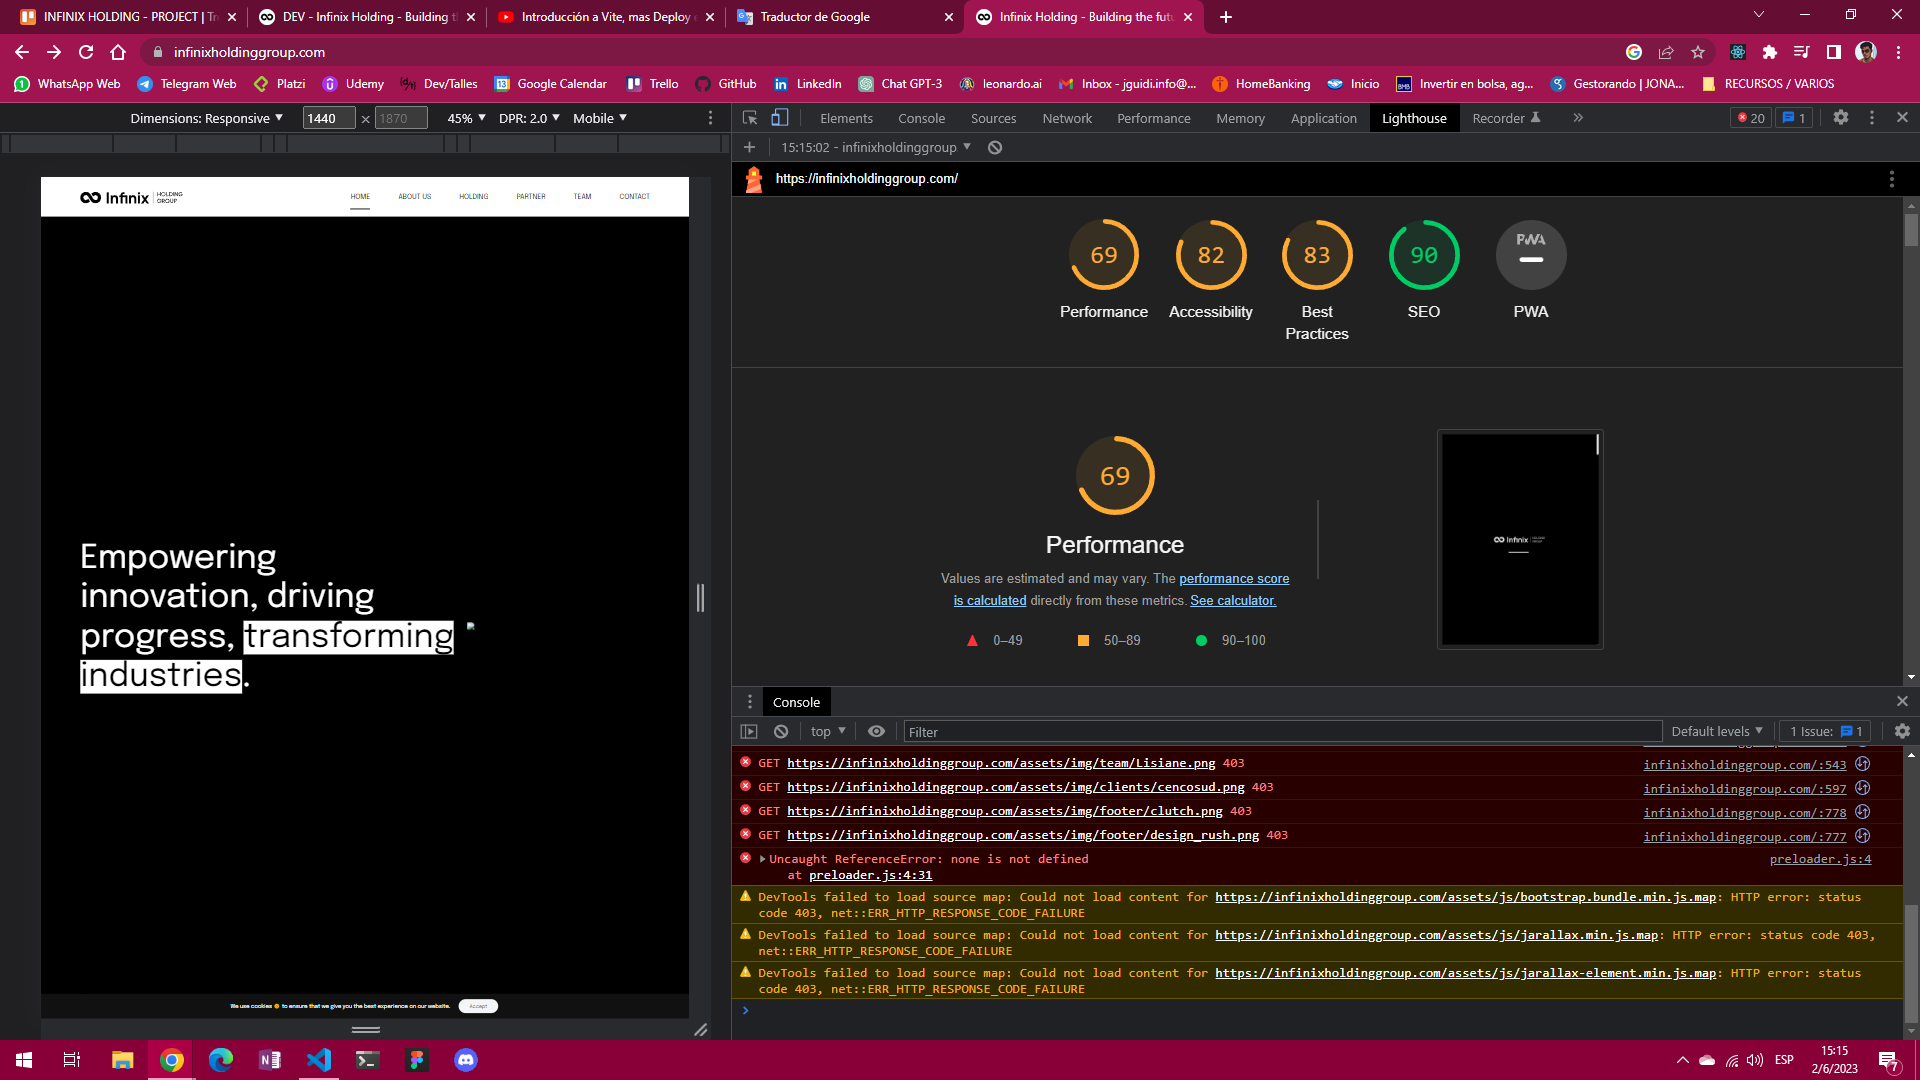 INFINIX HOLDING - PROJECT | Tr
DEV - Infinix Holding - Building t
Introducción a Vite, mas Deploy
Traductor de Google
Infinix Holding - Building the fut
infinixholdinggroup.com
WhatsApp Web
Telegram Web
Platzi
Udemy
Dev/Talles
Google Calendar
Trello
GitHub
LinkedIn
Chat GPT-3
leonardo.ai
Inbox - jguidi.info@...
HomeBanking
Inicio
Invertir en bolsa, ag...
Gestorando | JONA...
RECURSOS / VARIOS
Dimensions: Responsive
1440 × 1870
45%
DPR: 2.0
Mobile
Elements
Console
Sources
Network
Performance
Memory
Application
Lighthouse
Recorder
20
1
15:15:02 - infinixholdinggroup
https://infinixholdinggroup.com/
Infinix HOLDING GROUP
HOME
ABOUT US
HOLDING
PARTNER
TEAM
CONTACT
Empowering
innovation, driving
progress, transforming
industries.
We use cookies to ensure that we give you the best experience on our website.
Accept
69
82
83
90
PWA
Performance
Accessibility
Best
Practices
SEO
PWA
69
Performance
Values are estimated and may vary. The performance score
is calculated directly from these metrics. See calculator.
0–49
50–89
90–100
Infinix
Console
top
Filter
Default levels
1 Issue: 1
GET https://infinixholdinggroup.com/assets/img/team/Lisiane.png 403
infinixholdinggroup.com/:543
GET https://infinixholdinggroup.com/assets/img/clients/cencosud.png 403
infinixholdinggroup.com/:597
GET https://infinixholdinggroup.com/assets/img/footer/clutch.png 403
infinixholdinggroup.com/:778
GET https://infinixholdinggroup.com/assets/img/footer/design_rush.png 403
infinixholdinggroup.com/:777
Uncaught ReferenceError: none is not defined
preloader.js:4
at preloader.js:4:31
DevTools failed to load source map: Could not load content for https://infinixholdinggroup.com/assets/js/bootstrap.bundle.min.js.map: HTTP error: status
code 403, net::ERR_HTTP_RESPONSE_CODE_FAILURE
DevTools failed to load source map: Could not load content for https://infinixholdinggroup.com/assets/js/jarallax.min.js.map: HTTP error: status code 403,
net::ERR_HTTP_RESPONSE_CODE_FAILURE
DevTools failed to load source map: Could not load content for https://infinixholdinggroup.com/assets/js/jarallax-element.min.js.map: HTTP error: status
code 403, net::ERR_HTTP_RESPONSE_CODE_FAILURE
ESP
15:15
2/6/2023
7